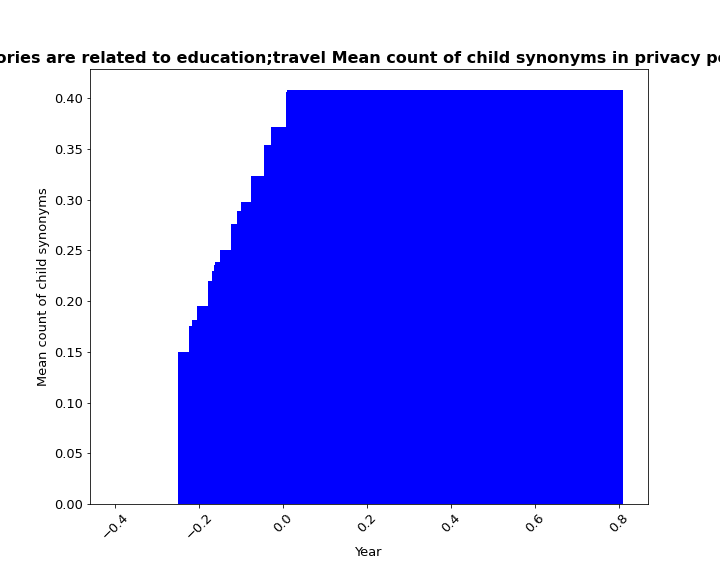 ories are related to education;travel Mean count of child synonyms in privacy po
Mean count of child synonyms
0.40
0.35
0.30
0.25
0.20
0.15
0.10
0.05
0.00
−0.4 −0.2 0.0 0.2 0.4 0.6 0.8
Year